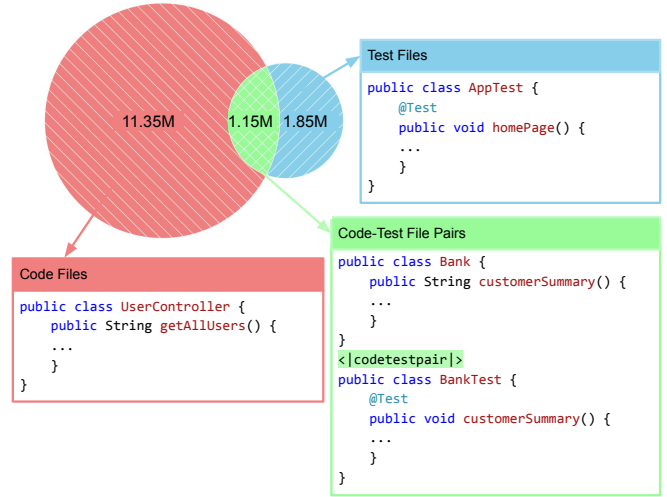 11.35M
1.15M
1.85M
Test Files
public class AppTest {
@Test
public void homePage() {
...
}
}
Code Files
public class UserController {
public String getAllUsers() {
...
}
}
Code-Test File Pairs
public class Bank {
public String customerSummary() {
...
}
}
<|codetestpair|>
public class BankTest {
@Test
public void customerSummary() {
...
}
}